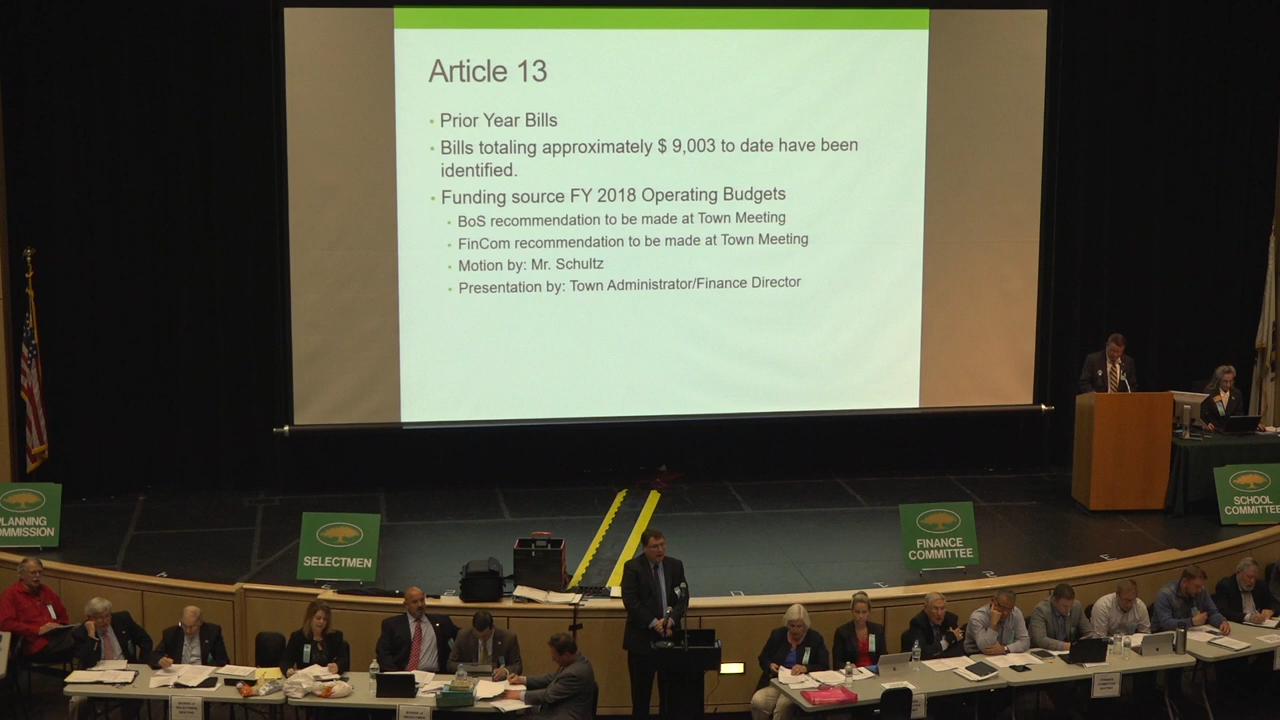 Article 13
• Prior Year Bills
• Bills totaling approximately $ 9,003 to date have been
identified.
• Funding source FY 2018 Operating Budgets
• BoS recommendation to be made at Town Meeting
• FinCom recommendation to be made at Town Meeting
• Motion by: Mr. Schultz
• Presentation by: Town Administrator/Finance Director
PLANNING
COMMISSION
SELECTMEN
FINANCE
COMMITTEE
SCHOOL
COMMITTEE